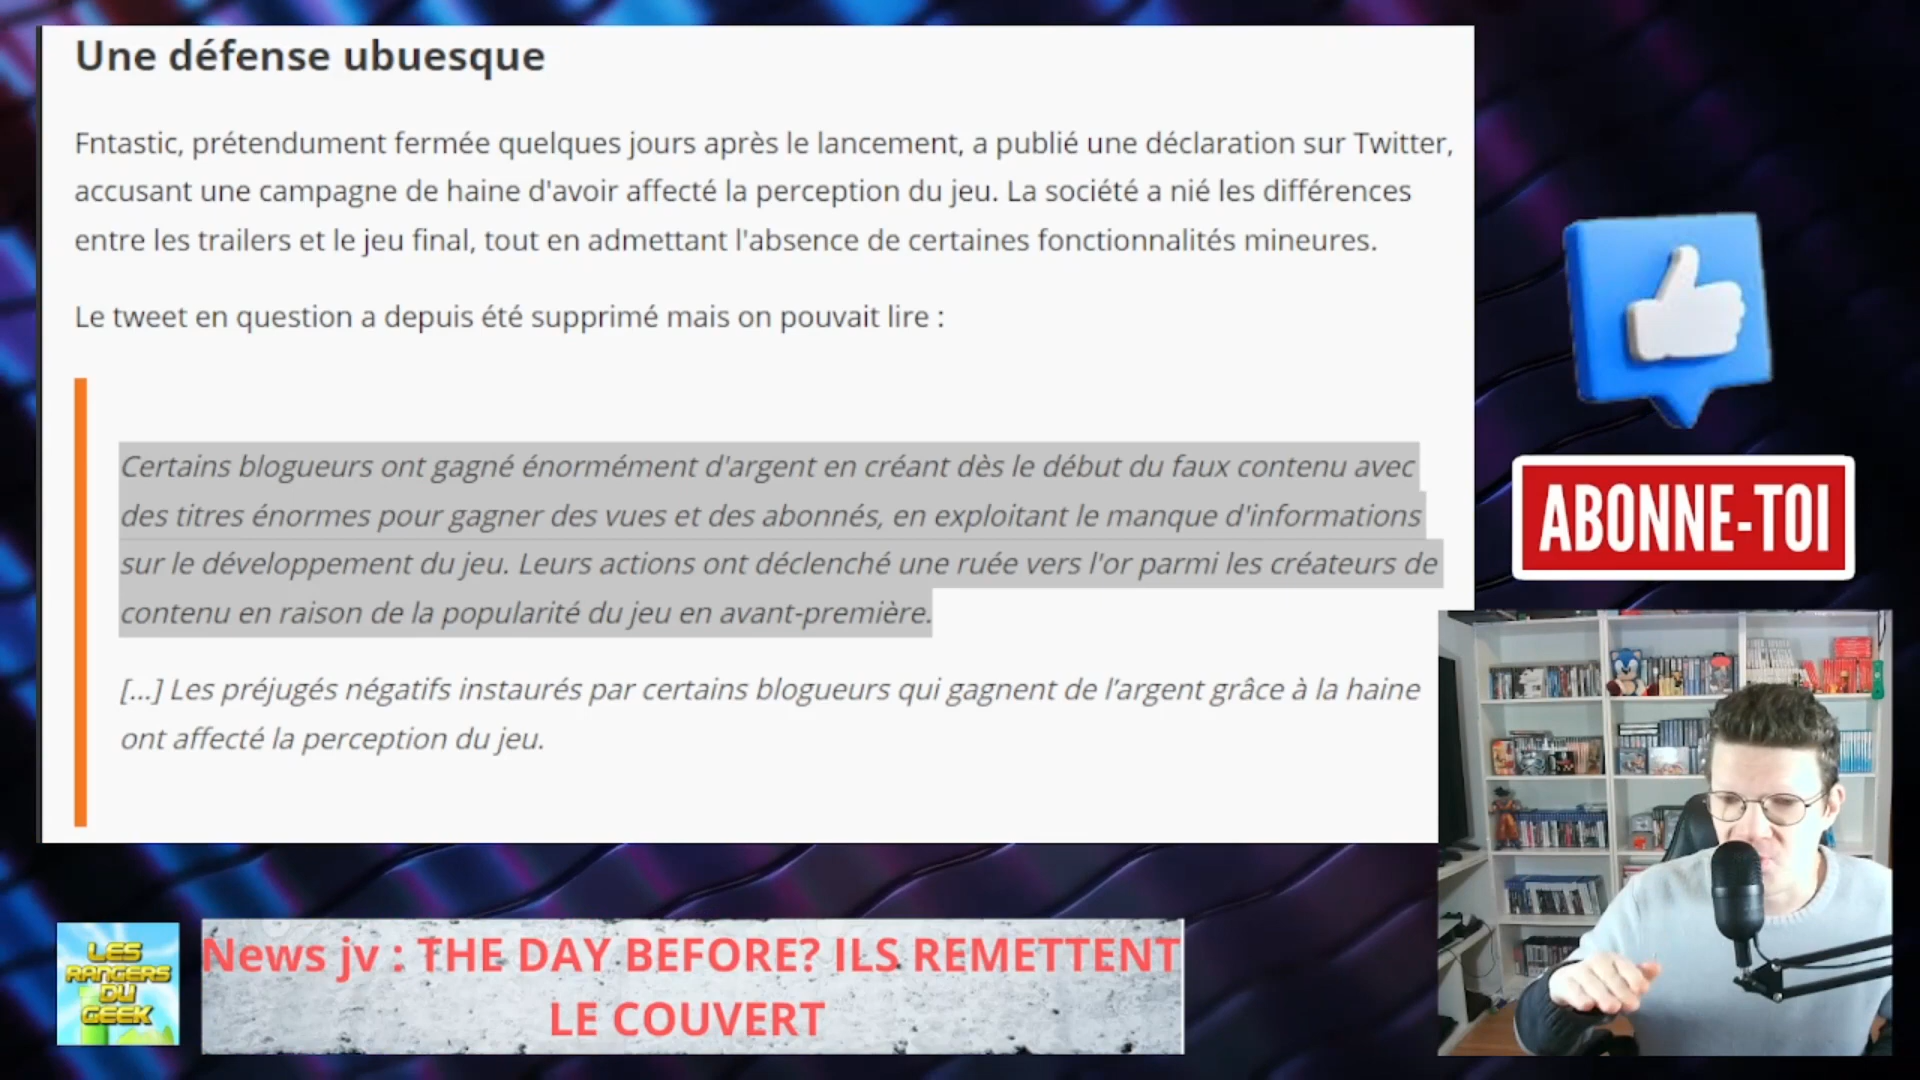 Une défense ubuesque
Fntastic, prétendument fermée quelques jours après le lancement, a publié une déclaration sur Twitter,
accusant une campagne de haine d'avoir affecté la perception du jeu. La société a nié les différences
entre les trailers et le jeu final, tout en admettant l'absence de certaines fonctionnalités mineures.
Le tweet en question a depuis été supprimé mais on pouvait lire :
Certains blogueurs ont gagné énormément d'argent en créant dès le début du faux contenu avec
des titres énormes pour gagner des vues et des abonnés, en exploitant le manque d'informations
sur le développement du jeu. Leurs actions ont déclenché une ruée vers l'or parmi les créateurs de
contenu en raison de la popularité du jeu en avant-première.
[...] Les préjugés négatifs instaurés par certains blogueurs qui gagnent de l’argent grâce à la haine
ont affecté la perception du jeu.
ABONNE-TOI
LES
RANGERS
DU
GEEK
News jv : THE DAY BEFORE? ILS REMETTENT
LE COUVERT